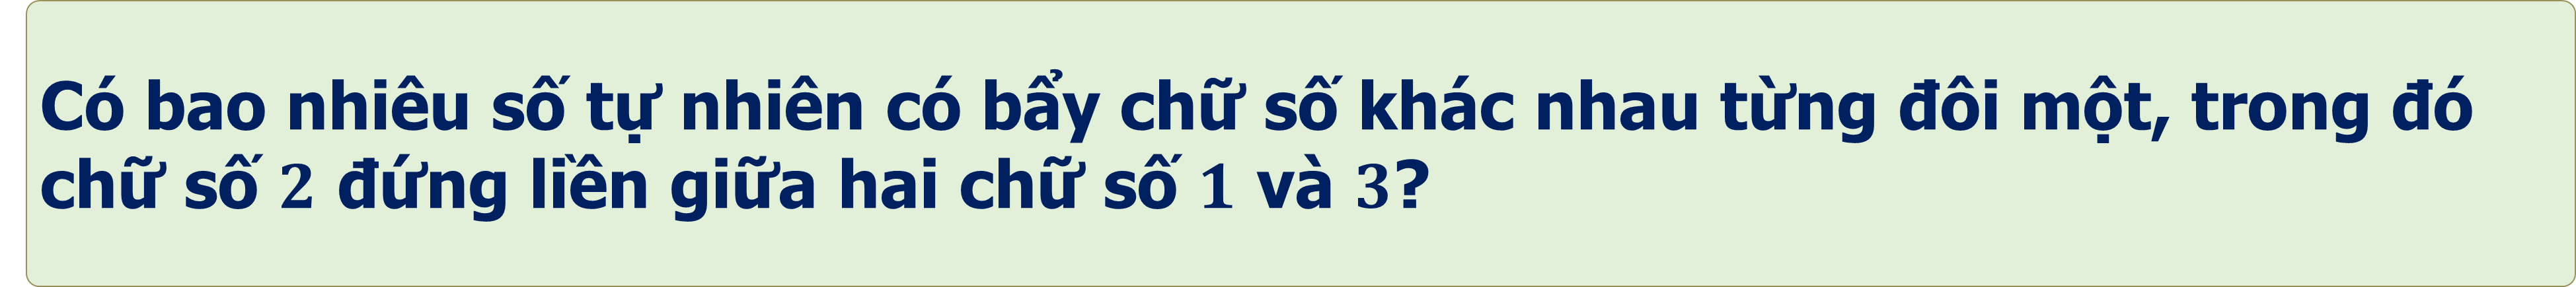 Có bao nhiêu số tự nhiên có bẩy chữ số khác nhau từng đôi một, trong đó
chữ số 2 đứng liền giữa hai chữ số 1 và 3?